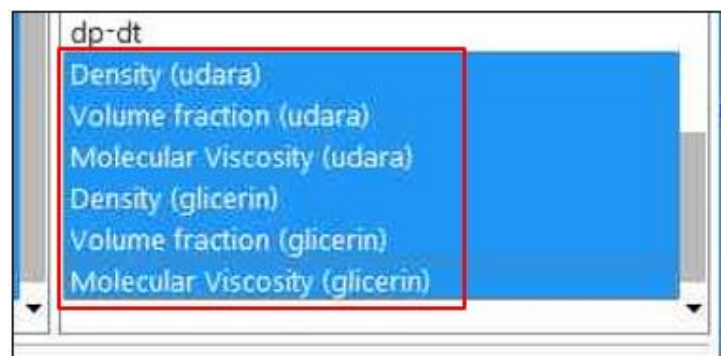 dp-dt
Density (udara)
Volume fraction (udara)
Molecular Viscosity (udara)
Density (glicerin)
Volume fraction (glicerin)
Molecular Viscosity (glicerin)